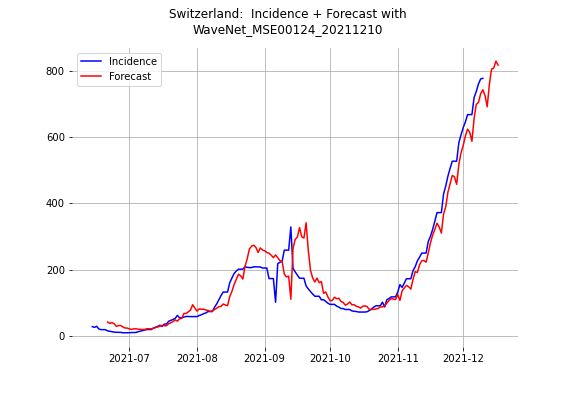 Switzerland:  Incidence + Forecast with
WaveNet_MSE00124_20211210
Incidence
Forecast
800
600
400
200
0
2021-07 2021-08 2021-09 2021-10 2021-11 2021-12